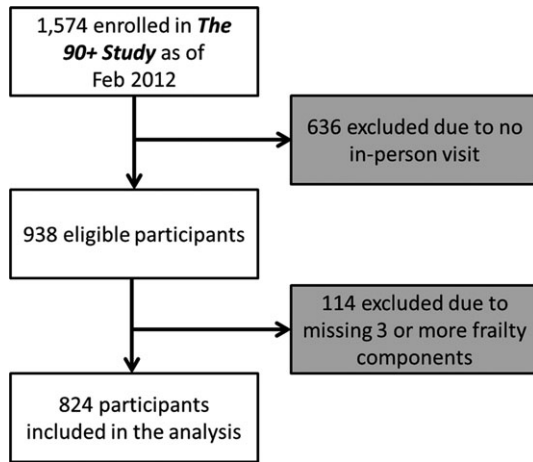 1,574 enrolled in The
90+ Study as of
Feb 2012
636 excluded due to no
in-person visit
938 eligible participants
114 excluded due to
missing 3 or more frailty
components
824 participants
included in the analysis